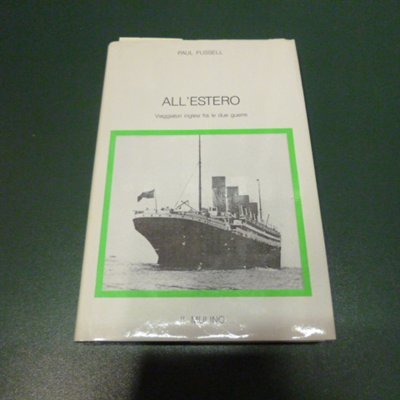 PAUL FUSSELL
ALL'ESTERO
Viaggiatori inglesi fra le due guerre
IL MULINO